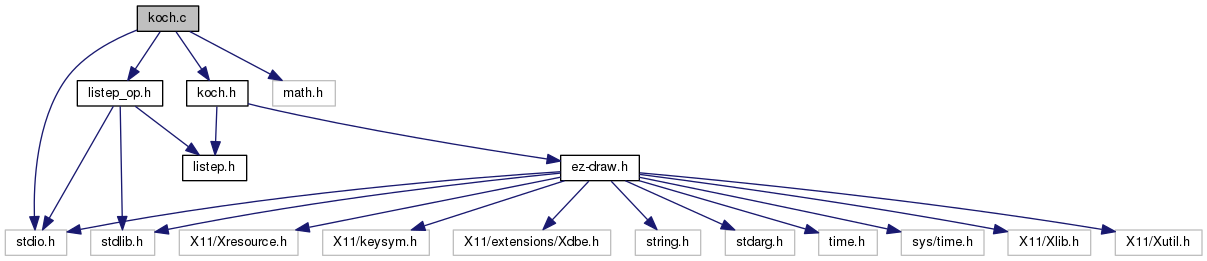 koch.c
listep_op.h
koch.h
math.h
listep.h
ez-draw.h
stdio.h
stdlib.h
X11/Xresource.h
X11/keysym.h
X11/extensions/Xdbe.h
string.h
stdarg.h
time.h
sys/time.h
X11/Xlib.h
X11/Xutil.h